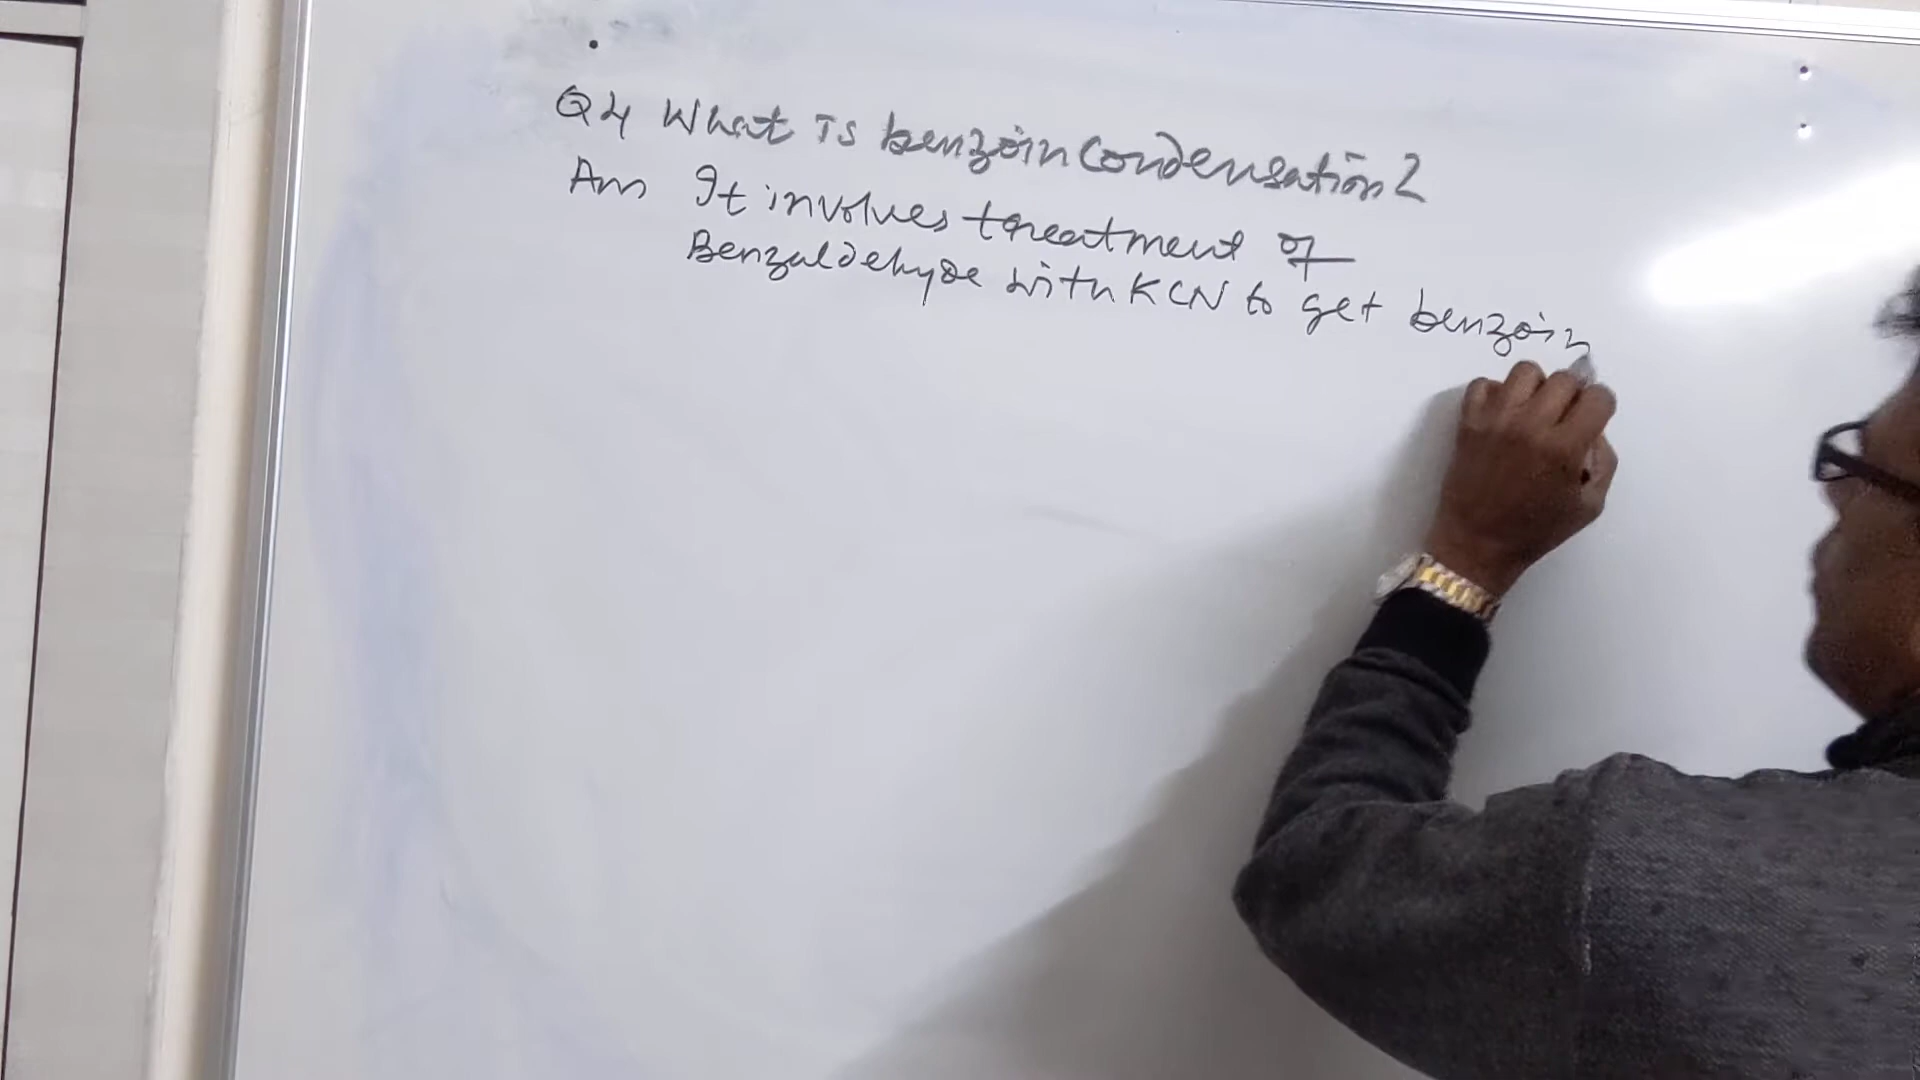 Q4 What is benzoin Condensation?
Ans It involves treatment of
Benzaldehyde with KCN to get benzoin